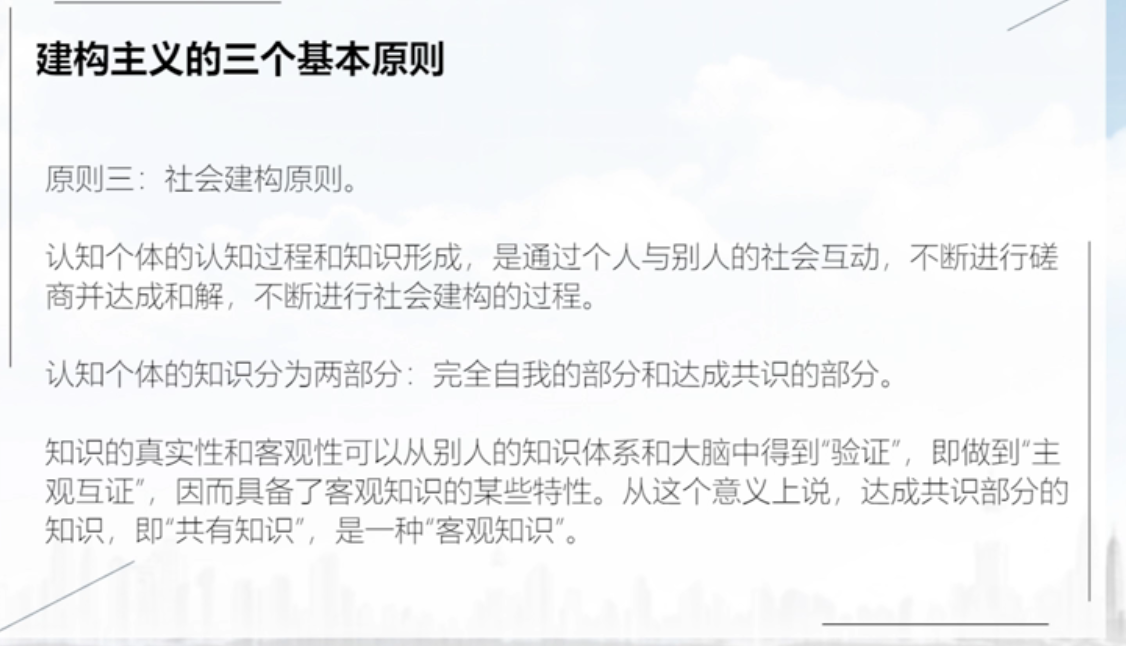 建构主义的三个基本原则
原则三：社会建构原则。
认知个体的认知过程和知识形成，是通过个人与别人的社会互动，不断进行磋
商并达成和解，不断进行社会建构的过程。
认知个体的知识分为两部分：完全自我的部分和达成共识的部分。
知识的真实性和客观性可以从别人的知识体系和大脑中得到“验证”，即做到“主
观互证”，因而具备了客观知识的某些特性。从这个意义上说，达成共识部分的
知识，即“共有知识”，是一种“客观知识”。